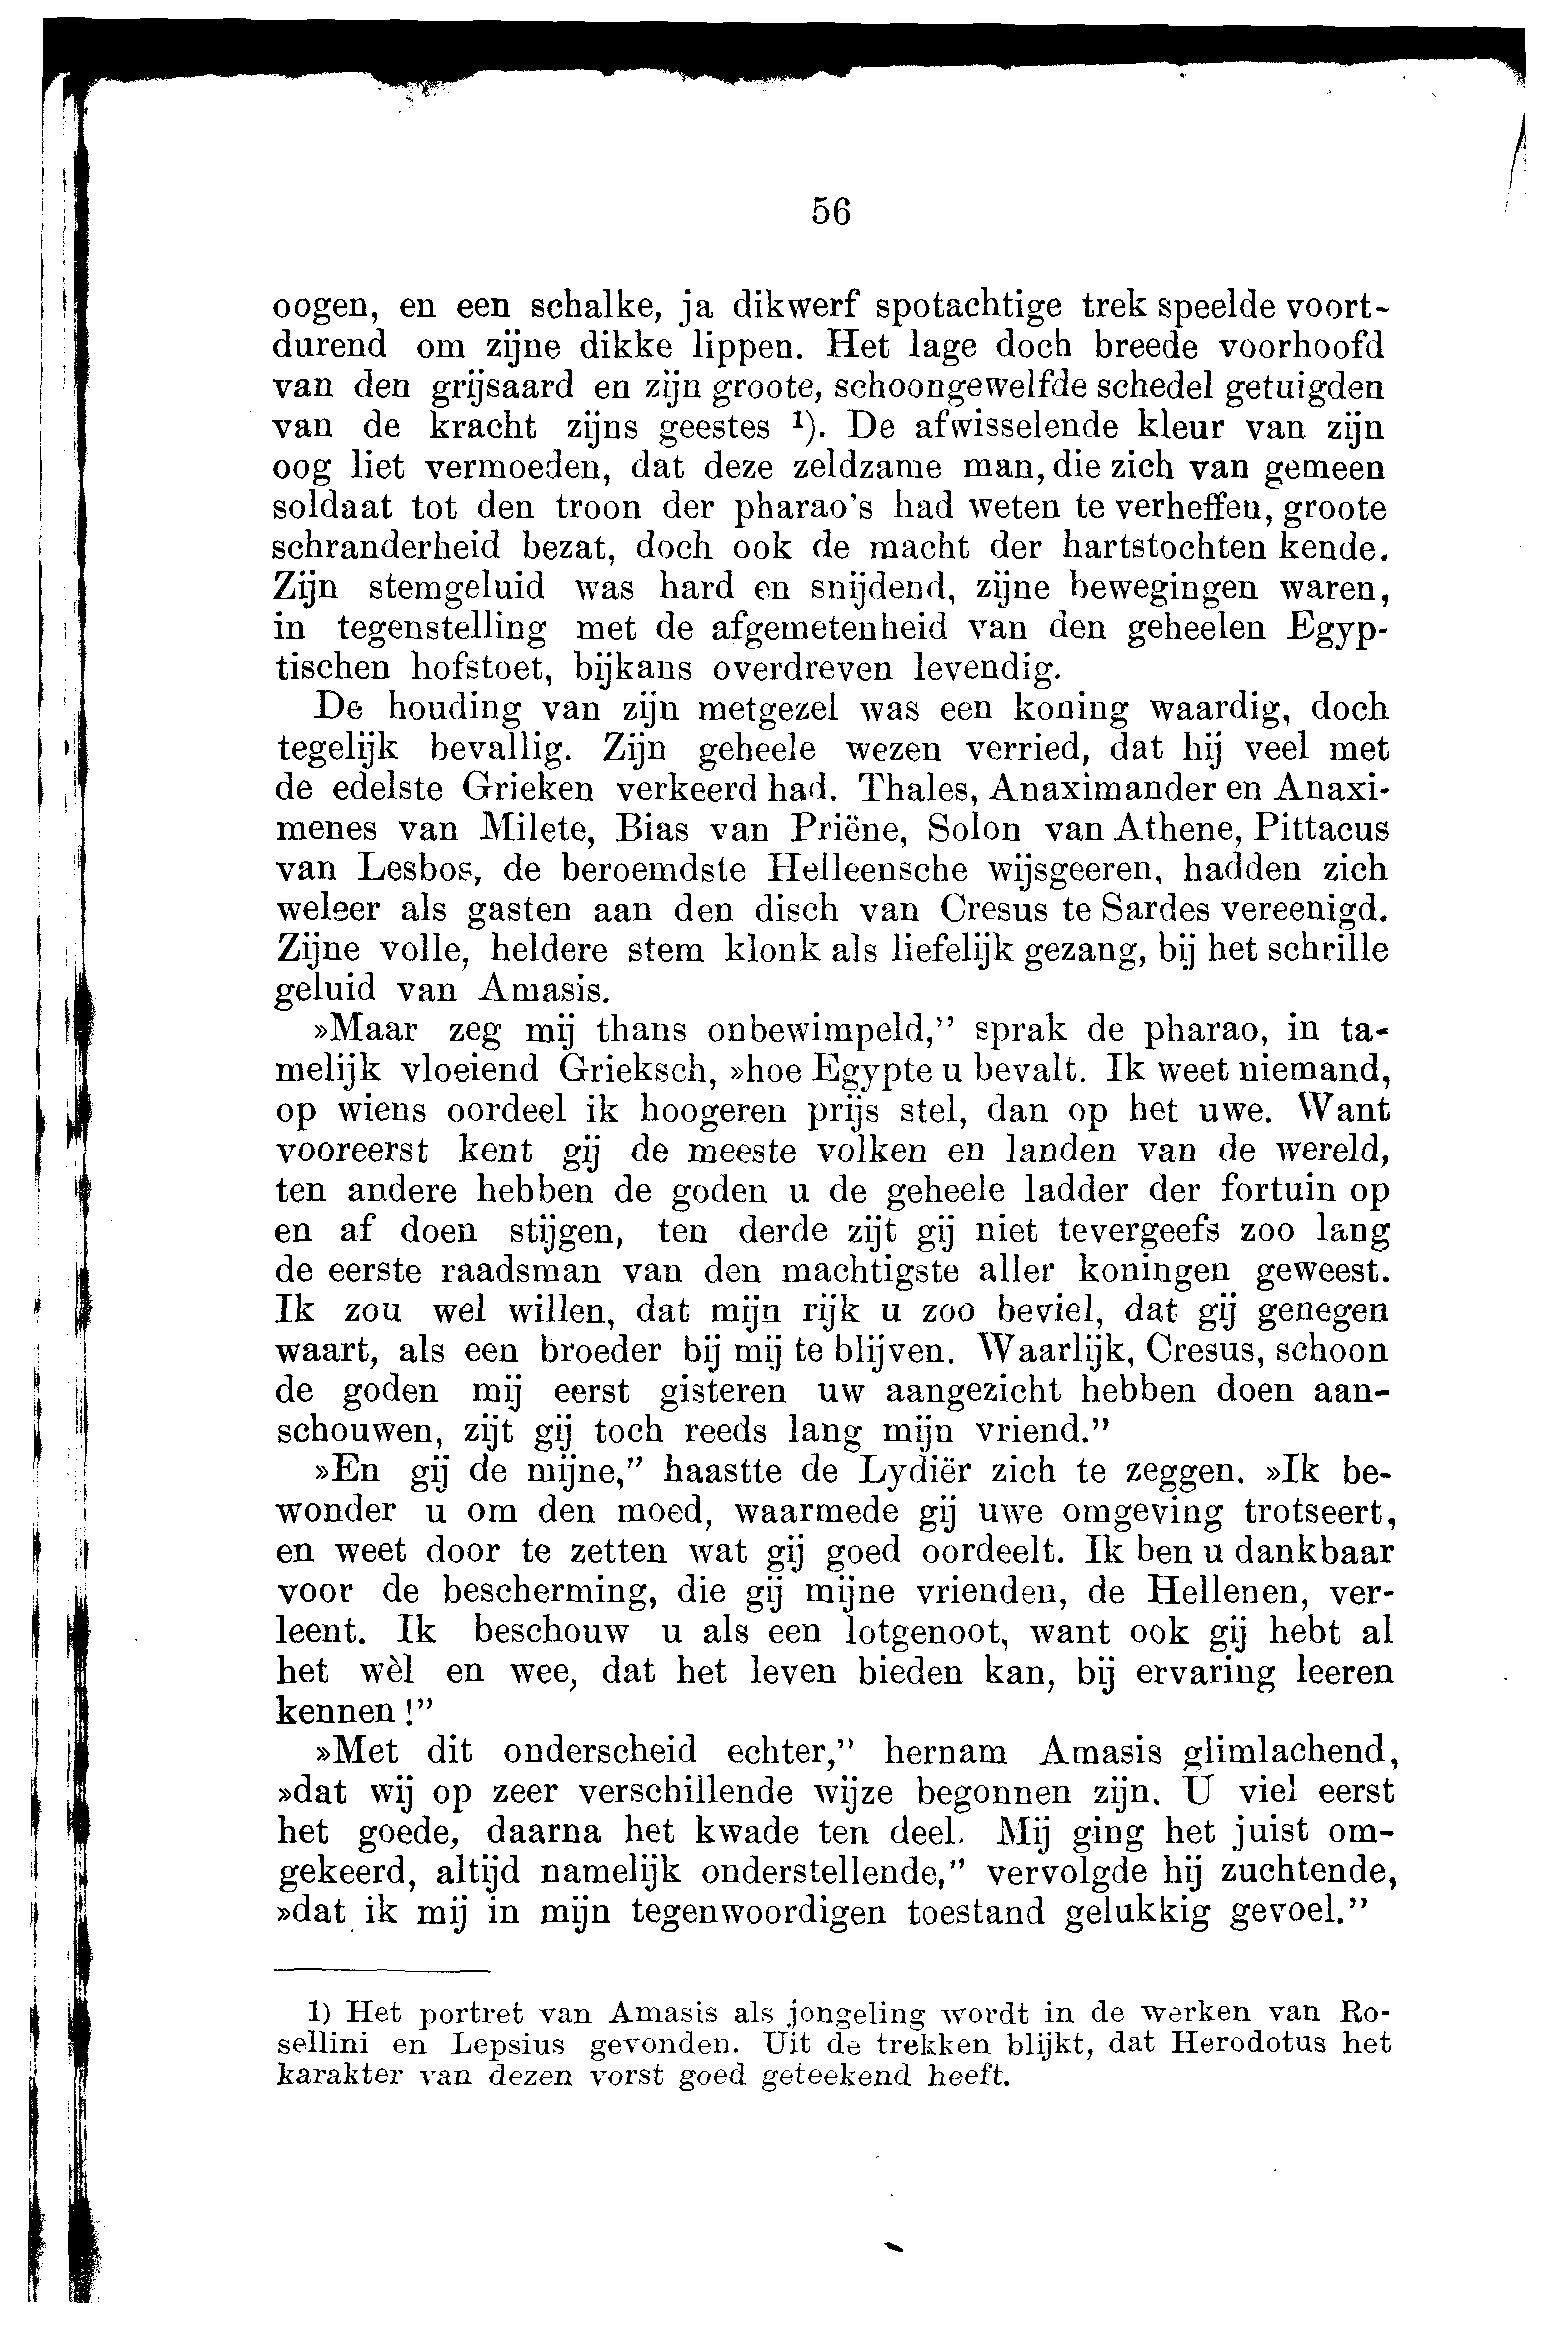 56
oogen, en een schalke, ja dikwerf spotachtige trek speelde voort-
durend om zijne dikke lippen. Het lage doch breede voorhoofd
van den grijsaard en zijn groote, schoongewelfde schedel getuigden
van de kracht zijns geestes ¹). De afwisselende kleur van zijn
oog liet vermoeden, dat deze zeldzame man, die zich van gemeen
soldaat tot den troon der pharao's had weten te verheffen, groote
schranderheid bezat, doch ook de macht der hartstochten kende.
Zijn stemgeluid was hard en snijdend, zijne bewegingen waren,
in tegenstelling met de afgemetenheid van den geheelen Egyp-
tischen hofstoet, bijkans overdreven levendig.
De houding van zijn metgezel was een koning waardig, doch
tegelijk bevallig. Zijn geheele wezen verried, dat hij veel met
de edelste Grieken verkeerd had. Thales, Anaximander en Anaxi-
menes van Milete, Bias van Priëne, Solon van Athene, Pittacus
van Lesbos, de beroemdste Helleensche wijsgeeren, hadden zich
weleer als gasten aan den disch van Cresus te Sardes vereenigd.
Zijne volle, heldere stem klonk als liefelijk gezang, bij het schrille
geluid van Amasis.
»Maar zeg mij thans onbewimpeld,” sprak de pharao, in ta-
melijk vloeiend Grieksch, »hoe Egypte u bevalt. Ik weet niemand,
op wiens oordeel ik hoogeren prijs stel, dan op het uwe. Want
vooreerst kent gij de meeste volken en landen van de wereld,
ten andere hebben de goden u de geheele ladder der fortuin op
en af doen stijgen, ten derde zijt gij niet tevergeefs zoo lang
de eerste raadsman van den machtigste aller koningen geweest.
Ik zou wel willen, dat mijn rijk u zoo beviel, dat gij genegen
waart, als een broeder bij mij te blijven. Waarlijk, Cresus, schoon
de goden mij eerst gisteren uw aangezicht hebben doen aan-
schouwen, zijt gij toch reeds lang mijn vriend.”
»En gij de mijne,” haastte de Lydiër zich te zeggen. »Ik be-
wonder u om den moed, waarmede gij uwe omgeving trotseert,
en weet door te zetten wat gij goed oordeelt. Ik ben u dankbaar
voor de bescherming, die gij mijne vrienden, de Hellenen, ver-
leent. Ik beschouw u als een lotgenoot, want ook gij hebt al
het wèl en wee, dat het leven bieden kan, bij ervaring leeren
kennen!”
»Met dit onderscheid echter,” hernam Amasis glimlachend,
»dat wij op zeer verschillende wijze begonnen zijn. U viel eerst
het goede, daarna het kwade ten deel. Mij ging het juist om-
gekeerd, altijd namelijk onderstellende,” vervolgde hij zuchtende,
»dat ik mij in mijn tegenwoordigen toestand gelukkig gevoel.”
1) Het portret van Amasis als jongeling wordt in de werken van Ro-
sellini en Lepsius gevonden. Uit de trekken blijkt, dat Herodotus het
karakter van dezen vorst goed geteekend heeft.